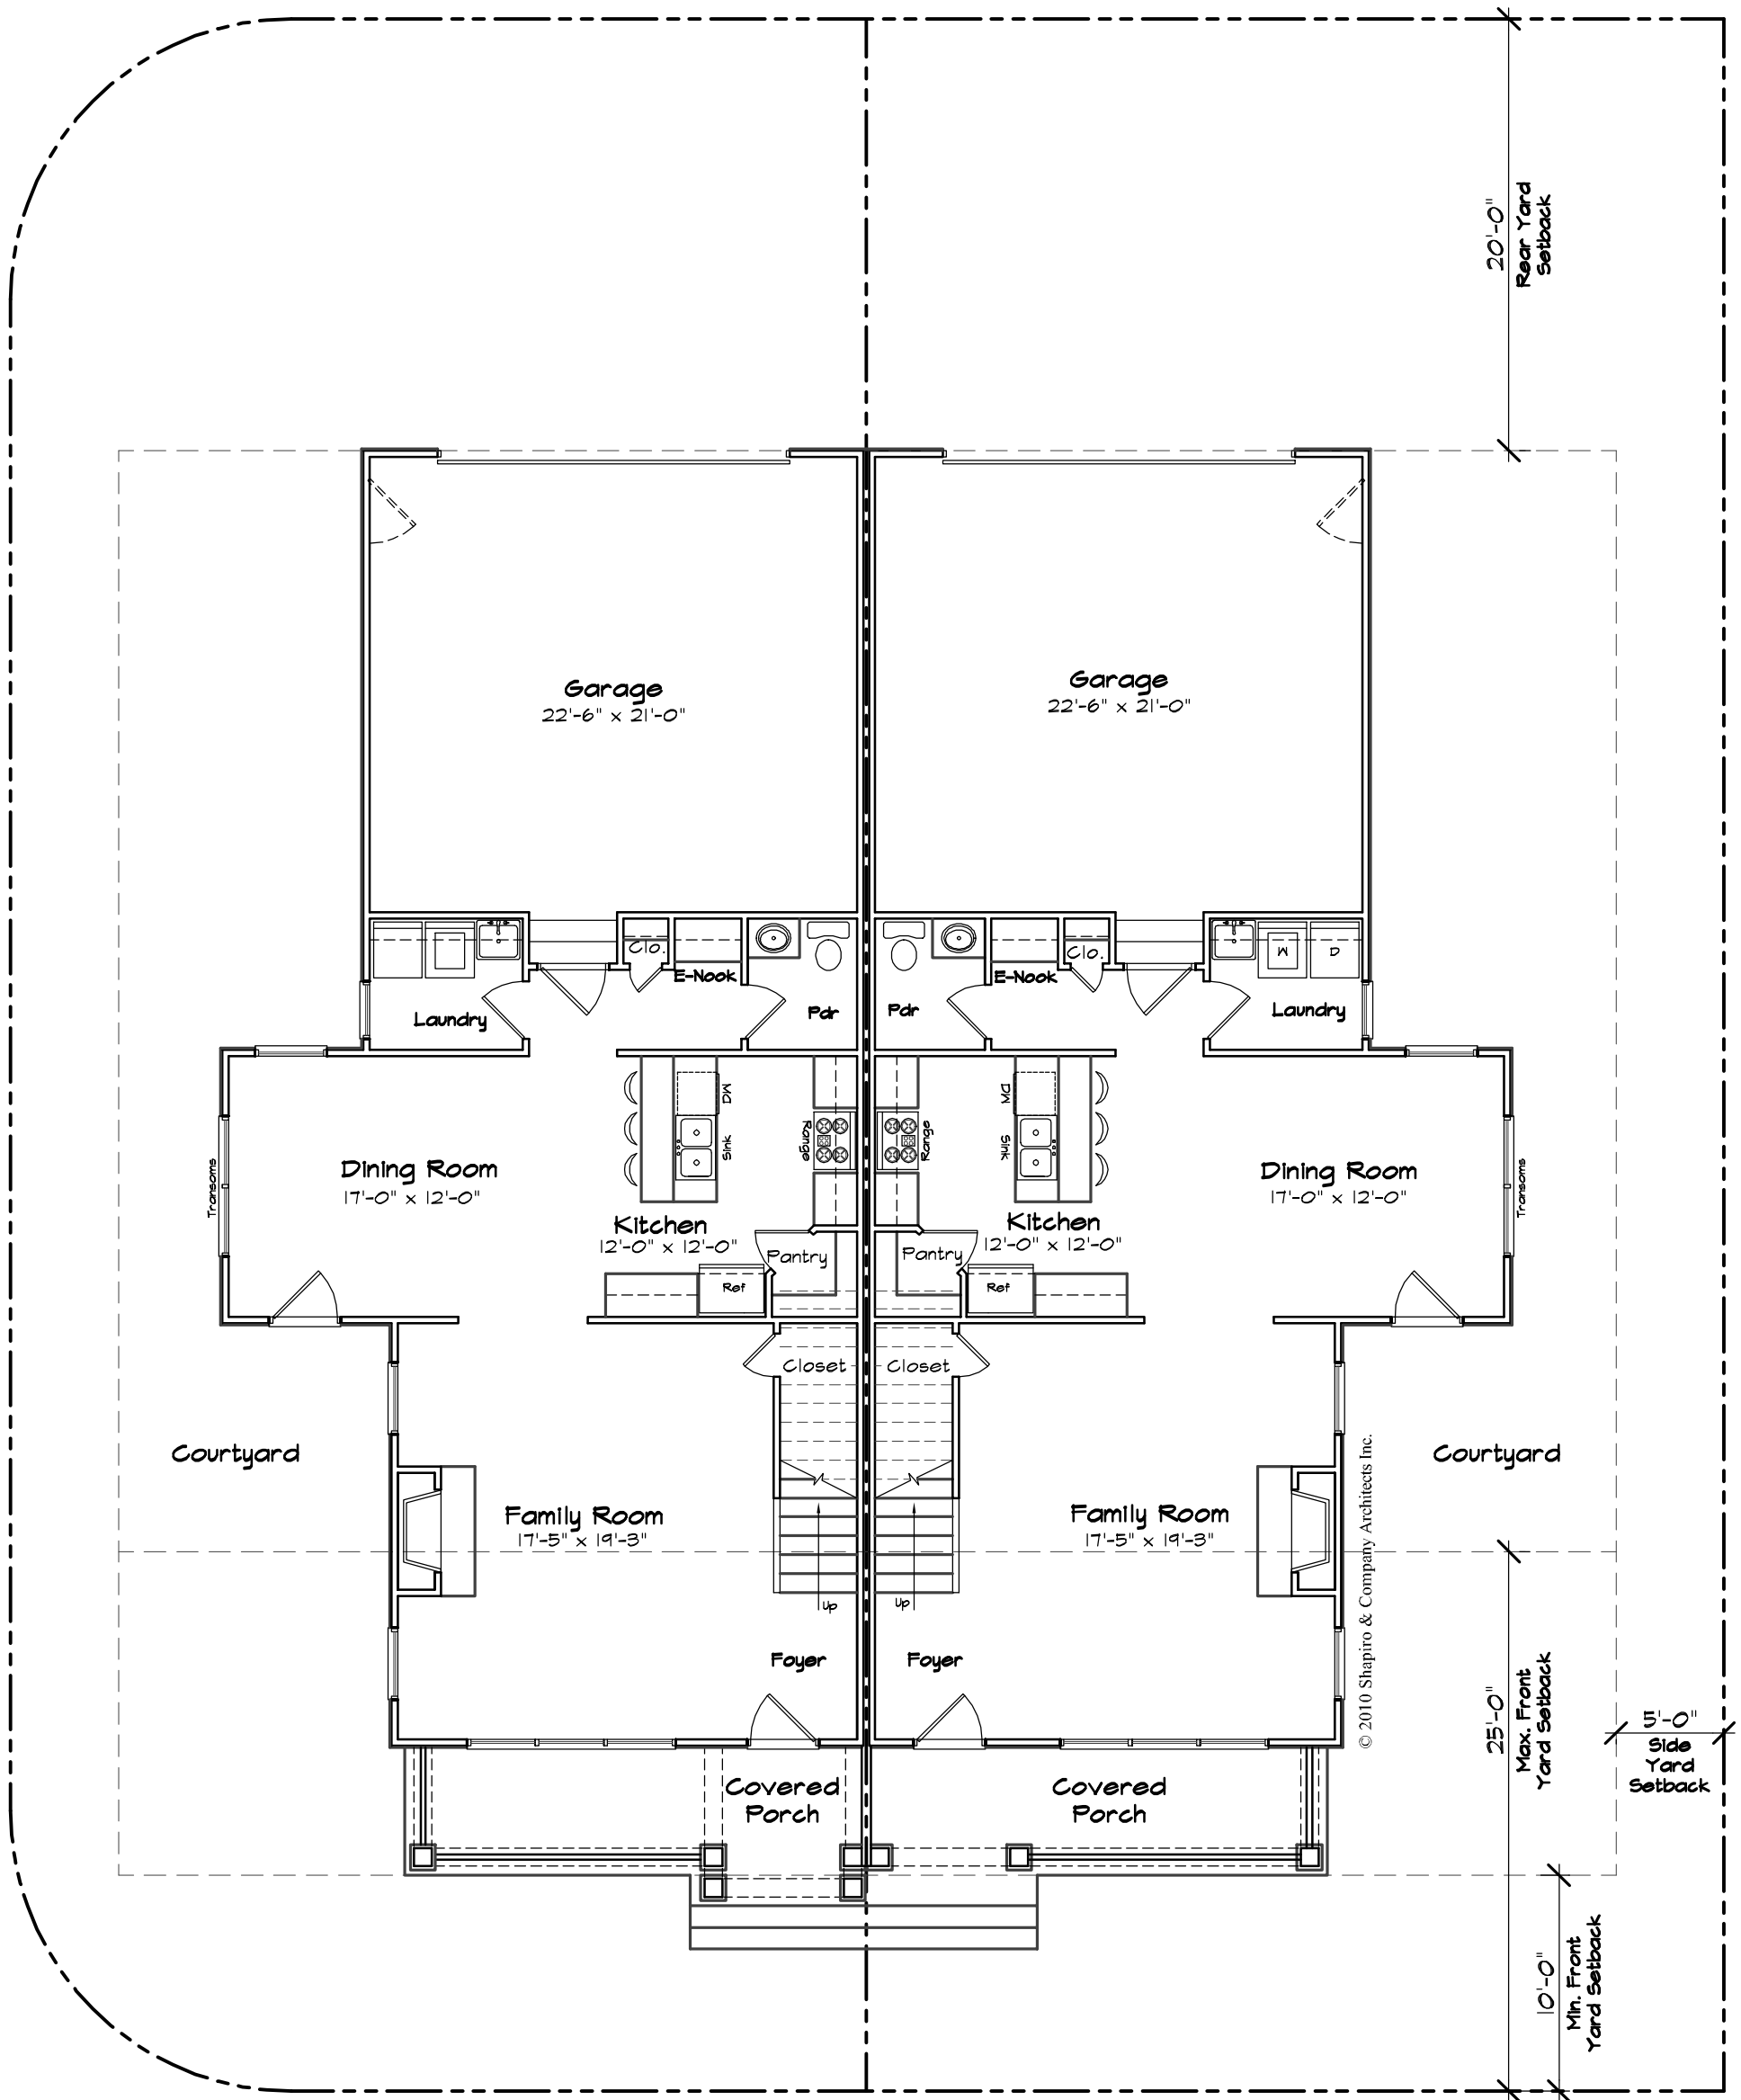 20'-0"
Rear Yard
Setback
Garage
22'-6" x 21'-0"
Garage
22'-6" x 21'-0"
Clo.
E-Nook
Laundry
Pdr
Pdr
E-Nook
Clo.
W
D
Laundry
DW
Sink
Range
Range
DW
Sink
Transoms
Dining Room
17'-0" x 12'-0"
Kitchen
12'-0" x 12'-0"
Pantry
Ref
Pantry
Kitchen
12'-0" x 12'-0"
Ref
Dining Room
17'-0" x 12'-0"
Transoms
Closet
Closet
Courtyard
Courtyard
Family Room
17'-5" x 19'-3"
Family Room
17'-5" x 19'-3"
up
up
Foyer
Foyer
© 2010 Shapiro & Company Architects Inc.
25'-0"
Max. Front
Yard Setback
5'-0"
Side
Yard
Setback
Covered
Porch
Covered
Porch
10'-0"
Min. Front
Yard Setback